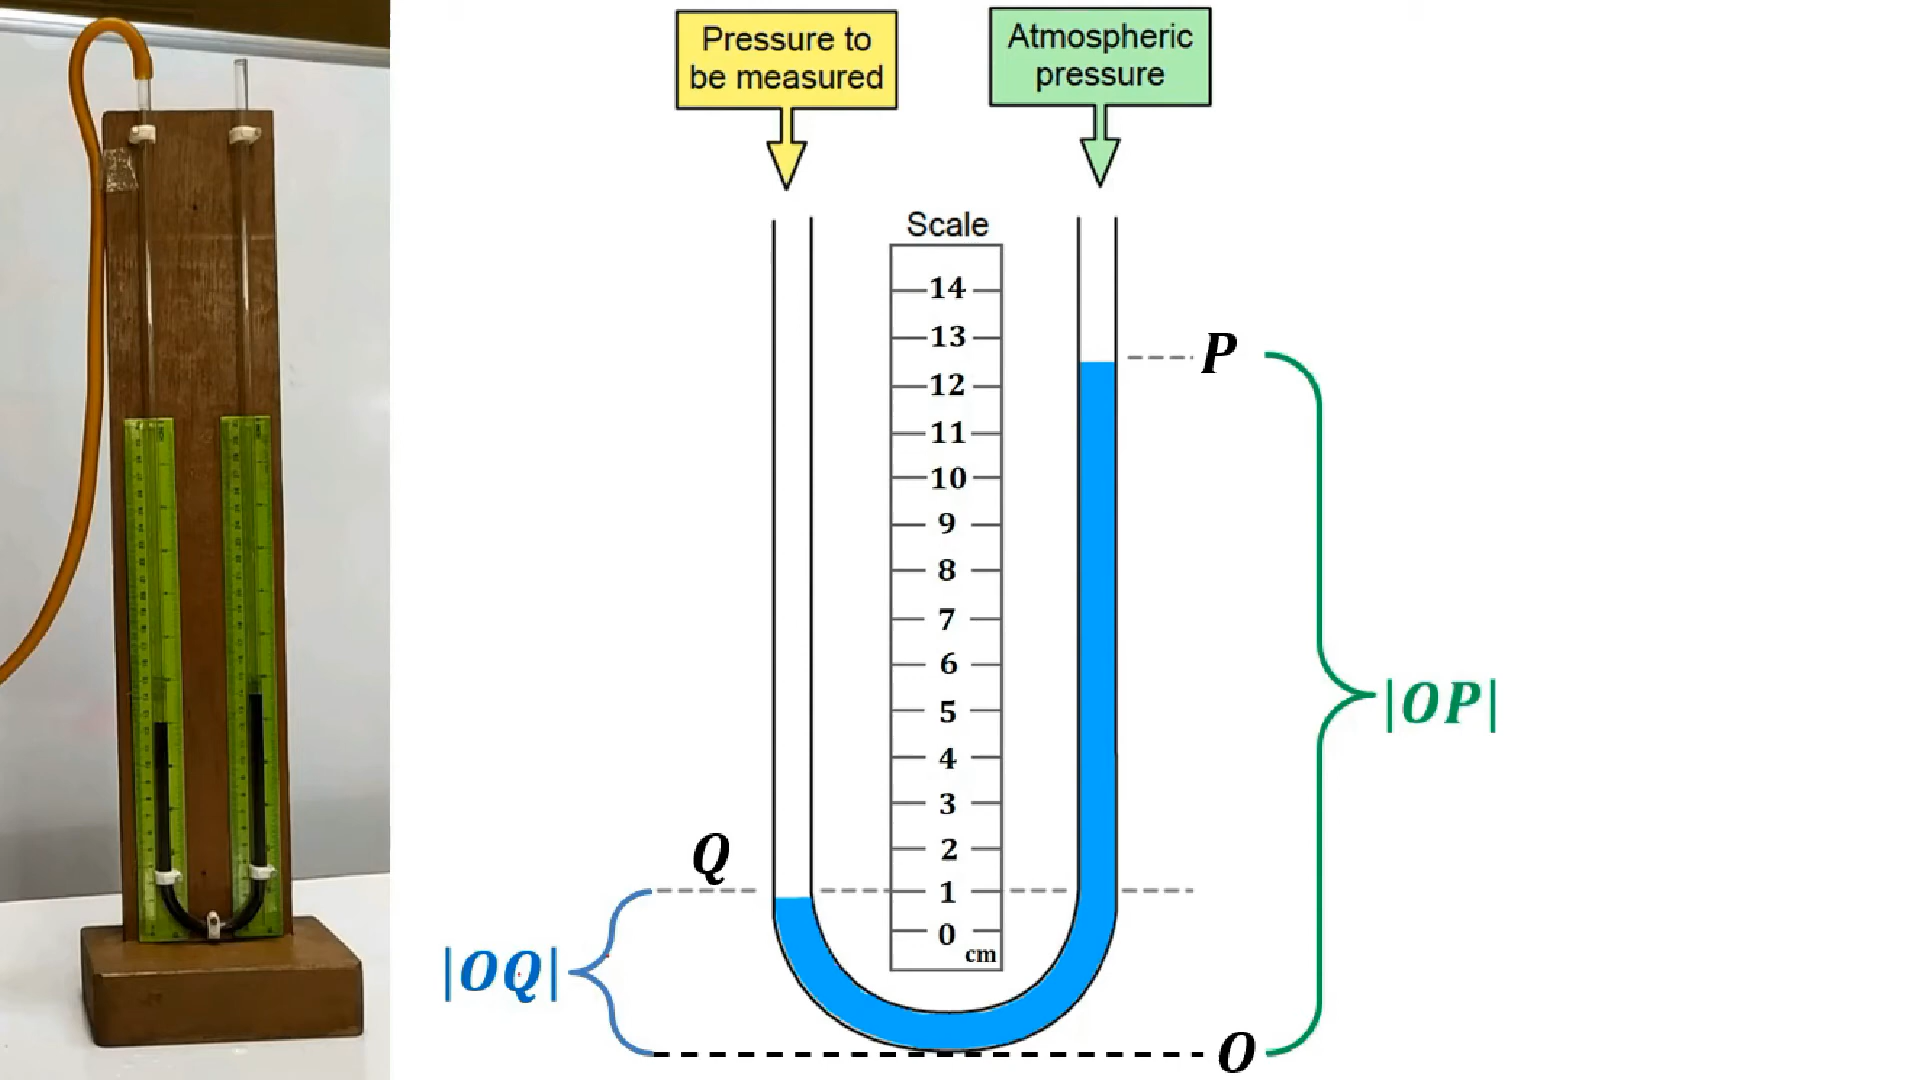 Pressure to
be measured
Atmospheric
pressure
Scale
14
13
12
11
10
9
8
7
6
5
4
3
2
1
0
cm
P
|OP|
Q
|OQ|
O